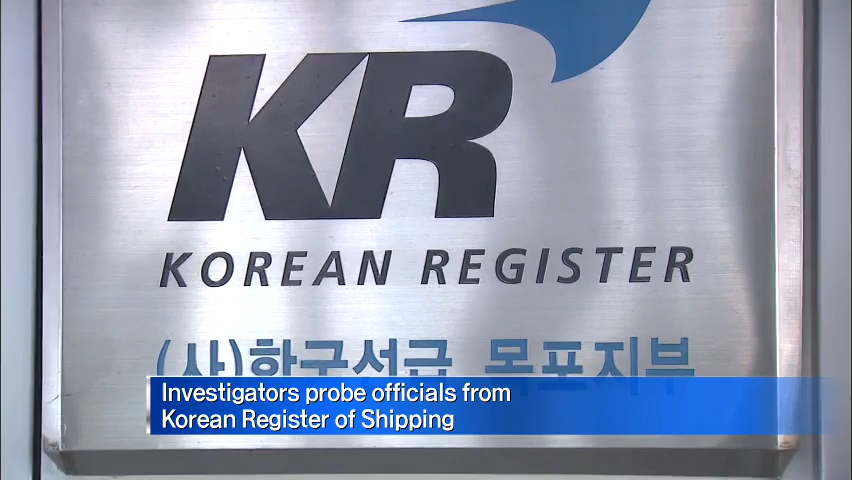 KR
KOREAN REGISTER
(사)한국선급 목포지부
Investigators probe officials from
Korean Register of Shipping